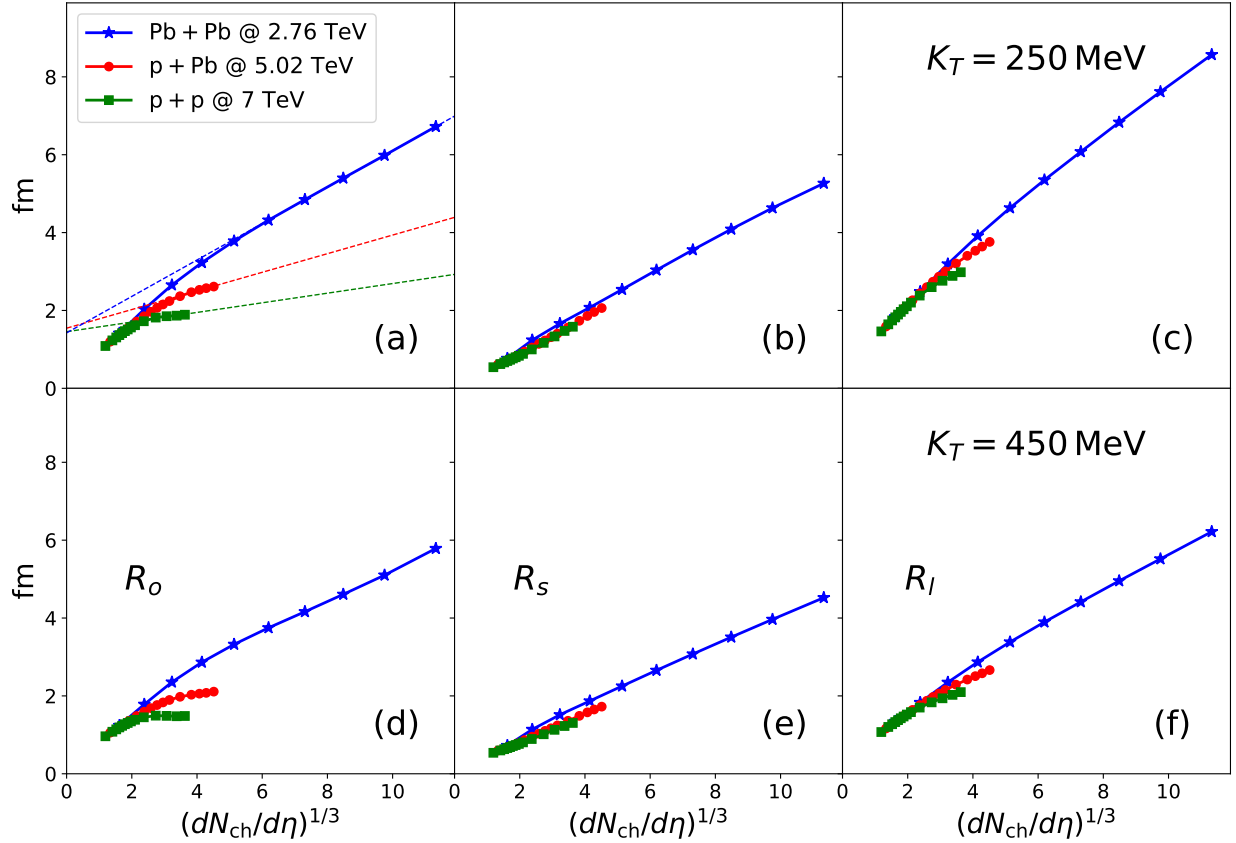 Pb + Pb @ 2.76 TeV
p + Pb @ 5.02 TeV
p + p @ 7 TeV
K_T = 250 MeV
8
6
4
2
0
fm
(a)
(b)
(c)
K_T = 450 MeV
8
6
4
2
0
fm
R_o
R_s
R_l
(d)
(e)
(f)
0 2 4 6 8 10
0 2 4 6 8 10
0 2 4 6 8 10
(dN_ch/dη)^{1/3}
(dN_ch/dη)^{1/3}
(dN_ch/dη)^{1/3}